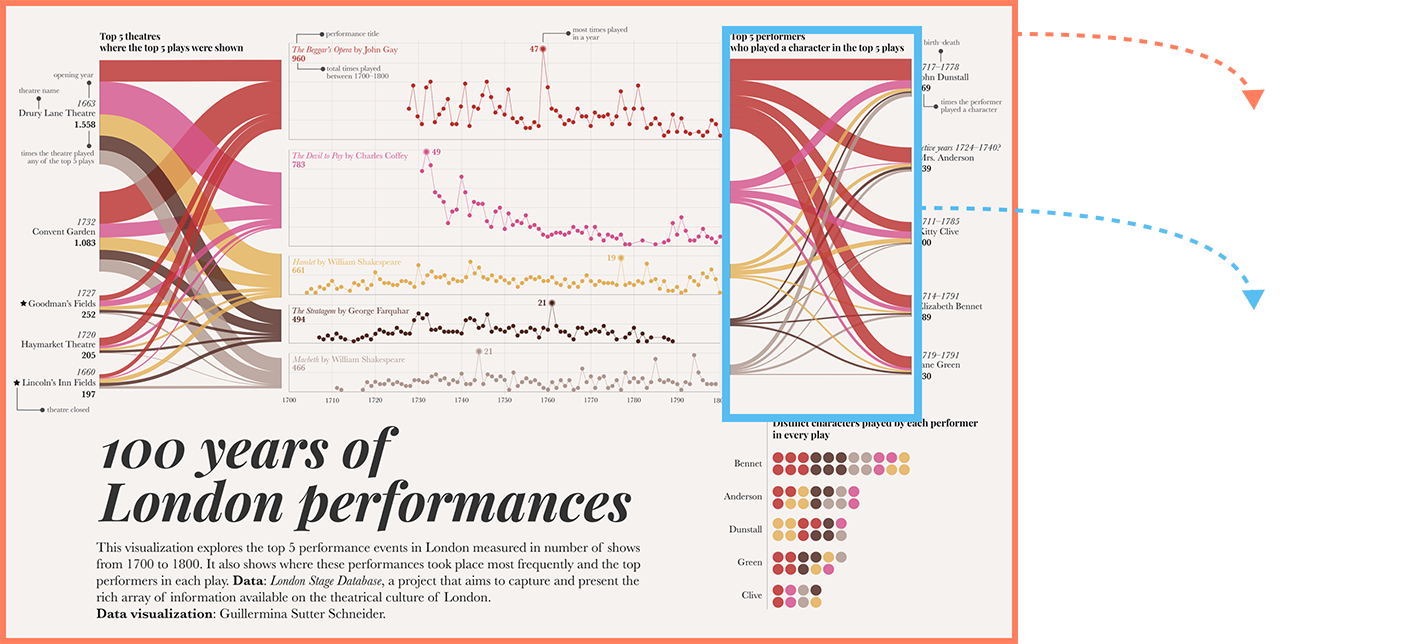 Top 5 theatres
where the top 5 plays were shown
opening year
theatre name
1663
Drury Lane Theatre
1.558
times the theatre played
any of the top 5 plays
1732
Convent Garden
1.083
1727
Goodman's Fields
252
1720
Haymarket Theatre
205
1660
Lincoln's Inn Fields
197
theatre closed
performance title
The Beggar's Opera by John Gay
960
total times played
between 1700–1800
47
most times played
in a year
The Devil to Pay by Charles Coffey
783
49
Hamlet by William Shakespeare
661
19
The Stratagem by George Farquhar
494
21
Macbeth by William Shakespeare
466
21
1700
1710
1720
1730
1740
1750
1760
1770
1780
1790
Top 5 performers
who played a character in the top 5 plays
birth–death
717–1778
ohn Dunstall
69
times the performer
played a character
ctive years 1724–1740?
Mrs. Anderson
39
711–1785
Kitty Clive
00
714–1791
Elizabeth Bennet
89
719–1791
ane Green
30
100 years of
London performances
This visualization explores the top 5 performance events in London measured in number of shows
from 1700 to 1800. It also shows where these performances took place most frequently and the top
performers in each play. Data: London Stage Database, a project that aims to capture and present the
rich array of information available on the theatrical culture of London.
Data visualization: Guillermina Sutter Schneider.
Distinct characters played by each performer
in every play
Bennet
Anderson
Dunstall
Green
Clive